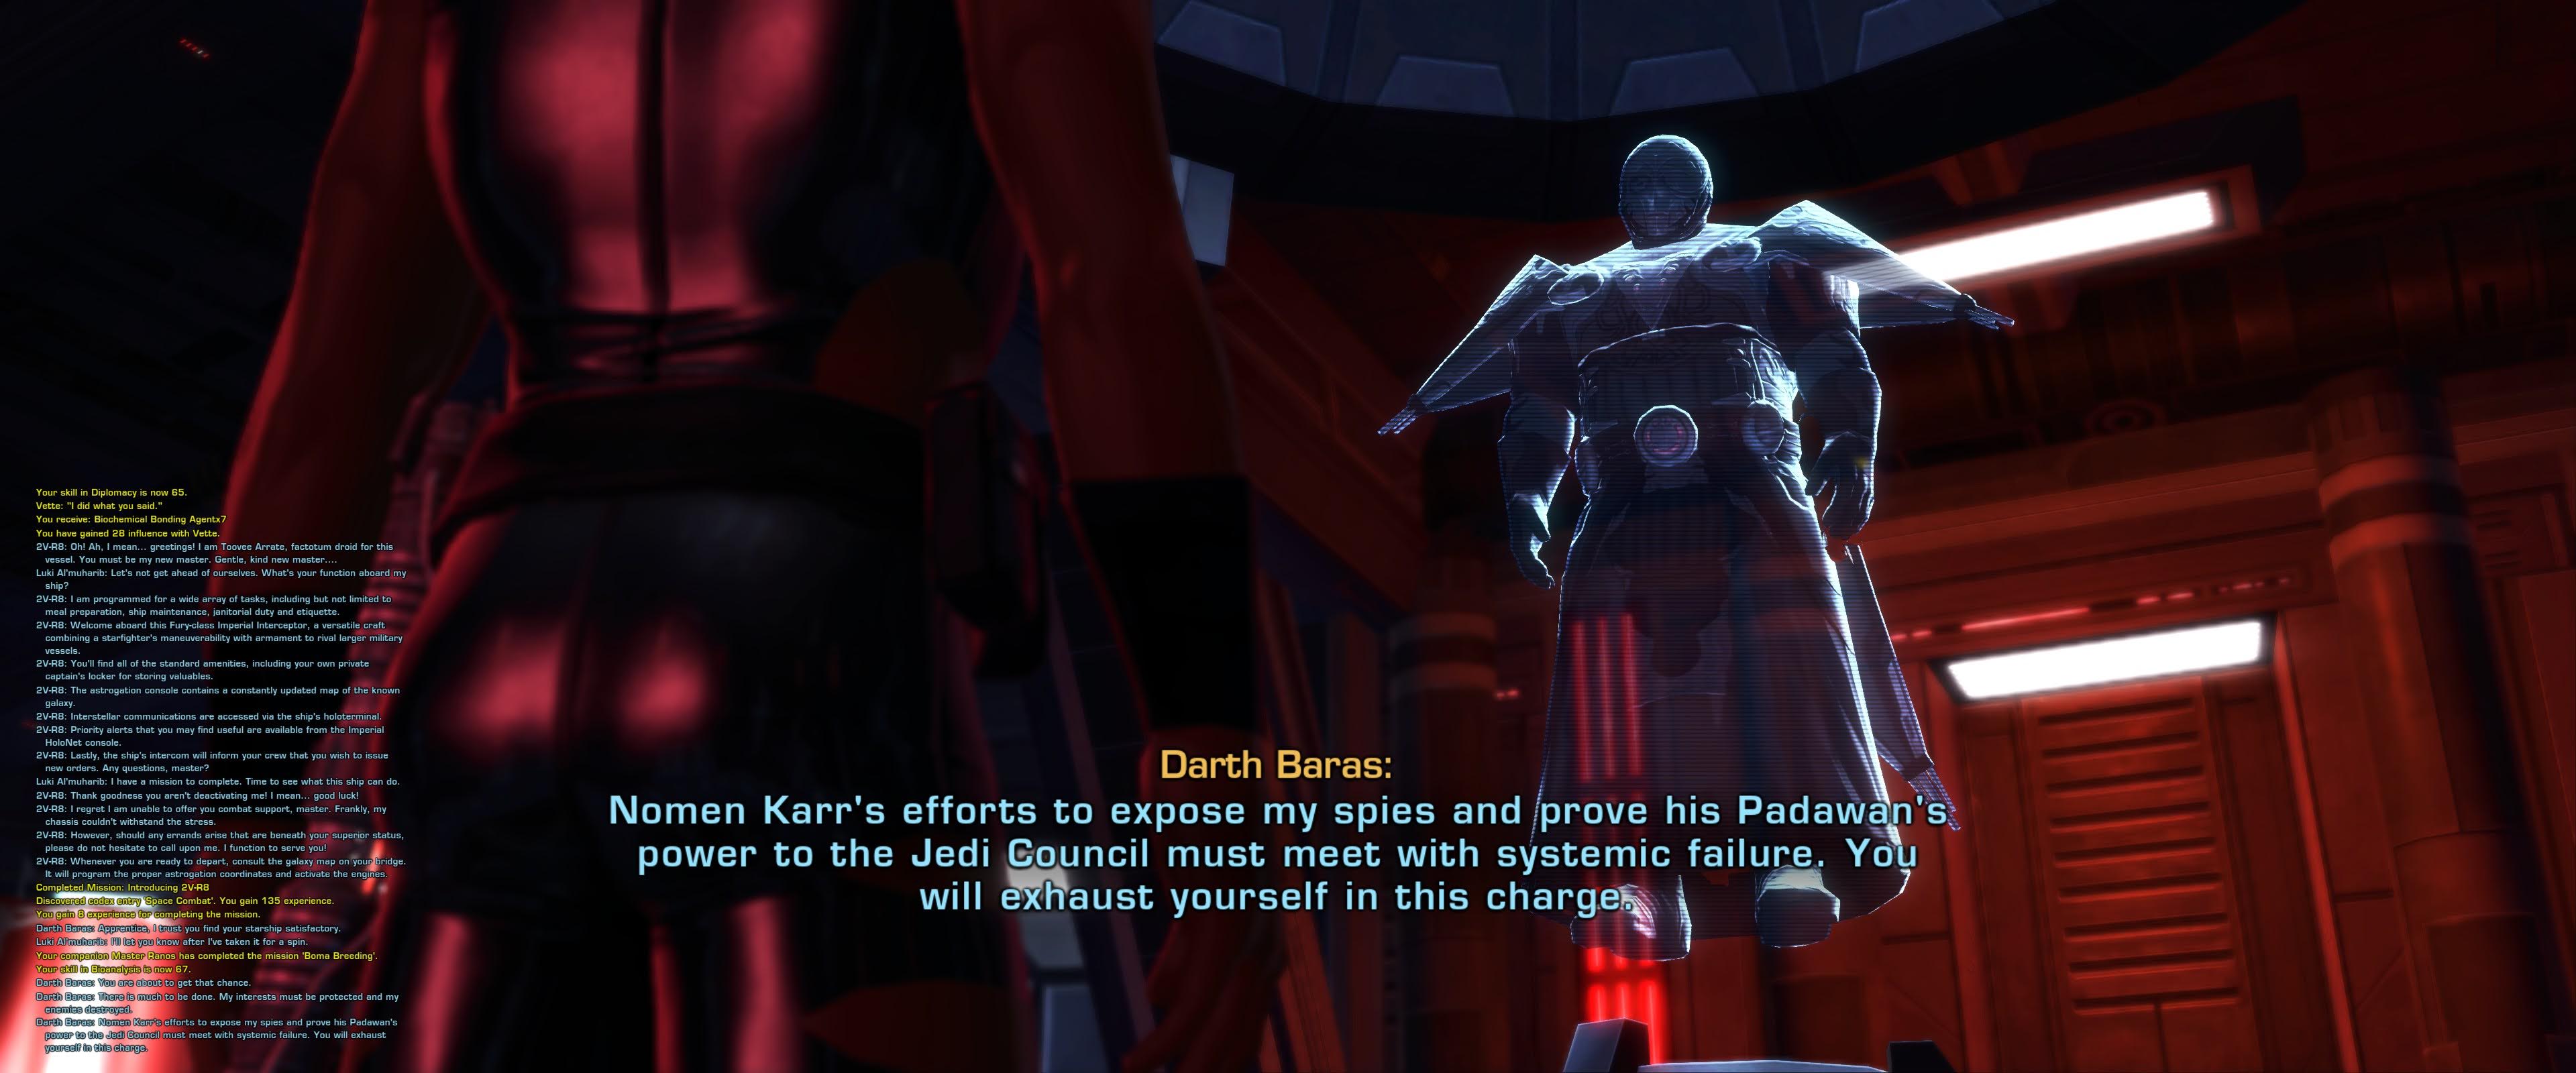 Your skill in Diplomacy is now 65.
Vette: "I did what you said."
You receive: Biochemical Bonding Agentx7
You have gained 28 influence with Vette.
2V-R8: Oh! Ah, I mean... greetings! I am Toovee Arrate, factotum droid for this
vessel. You must be my new master. Gentle, kind new master....
Luki Al'muharib: Let's not get ahead of ourselves. What's your function aboard my
ship?
2V-R8: I am programmed for a wide array of tasks, including but not limited to
meal preparation, ship maintenance, janitorial duty and etiquette.
2V-R8: Welcome aboard this Fury-class Imperial Interceptor, a versatile craft
combining a starfighter's maneuverability with armament to rival larger military
vessels.
2V-R8: You'll find all of the standard amenities, including your own private
captain's locker for storing valuables.
2V-R8: The astrogation console contains a constantly updated map of the known
galaxy.
2V-R8: Interstellar communications are accessed via the ship's holoterminal.
2V-R8: Priority alerts that you may find useful are available from the Imperial
HoloNet console.
2V-R8: Lastly, the ship's intercom will inform your crew that you wish to issue
new orders. Any questions, master?
Luki Al'muharib: I have a mission to complete. Time to see what this ship can do.
2V-R8: Thank goodness you aren't deactivating me! I mean... good luck!
2V-R8: I regret I am unable to offer you combat support, master. Frankly, my
chassis couldn't withstand the stress.
2V-R8: However, should any errands arise that are beneath your superior status,
please do not hesitate to call upon me. I function to serve you!
2V-R8: Whenever you are ready to depart, consult the galaxy map on your bridge.
It will program the proper astrogation coordinates and activate the engines.
Completed Mission: Introducing 2V-R8
Discovered codex entry 'Space Combat'. You gain 135 experience.
You gain 8 experience for completing the mission.
Darth Baras: Apprentice, I trust you find your starship satisfactory.
Luki Al'muharib: I'll let you know after I've taken it for a spin.
Your companion Master Ranos has completed the mission 'Boma Breeding'.
Your skill in Bioanalysis is now 67.
Darth Baras: You are about to get that chance.
Darth Baras: There is much to be done. My interests must be protected and my
enemies destroyed.
Darth Baras: Nomen Karr's efforts to expose my spies and prove his Padawan's
power to the Jedi Council must meet with systemic failure. You will exhaust
yourself in this charge.
Darth Baras:
Nomen Karr's efforts to expose my spies and prove his Padawan's
power to the Jedi Council must meet with systemic failure. You
will exhaust yourself in this charge.